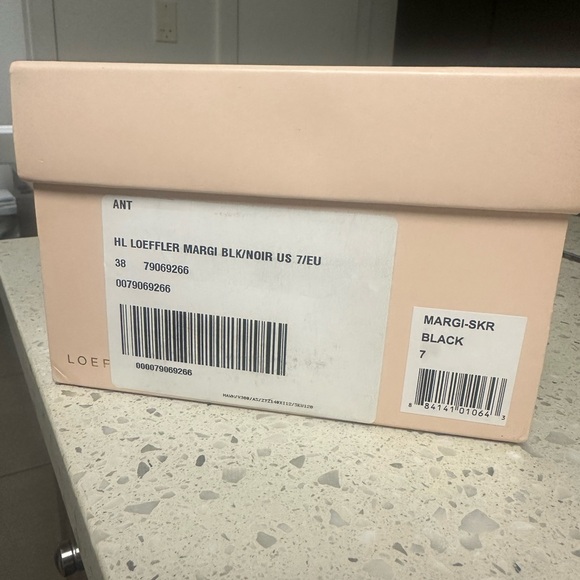 ANT
HL LOEFFLER MARGI BLK/NOIR US 7/EU
38 79069266
0079069266
000079069266
LOEF
MARGI-SKR
BLACK
7
8 84141 01064 3